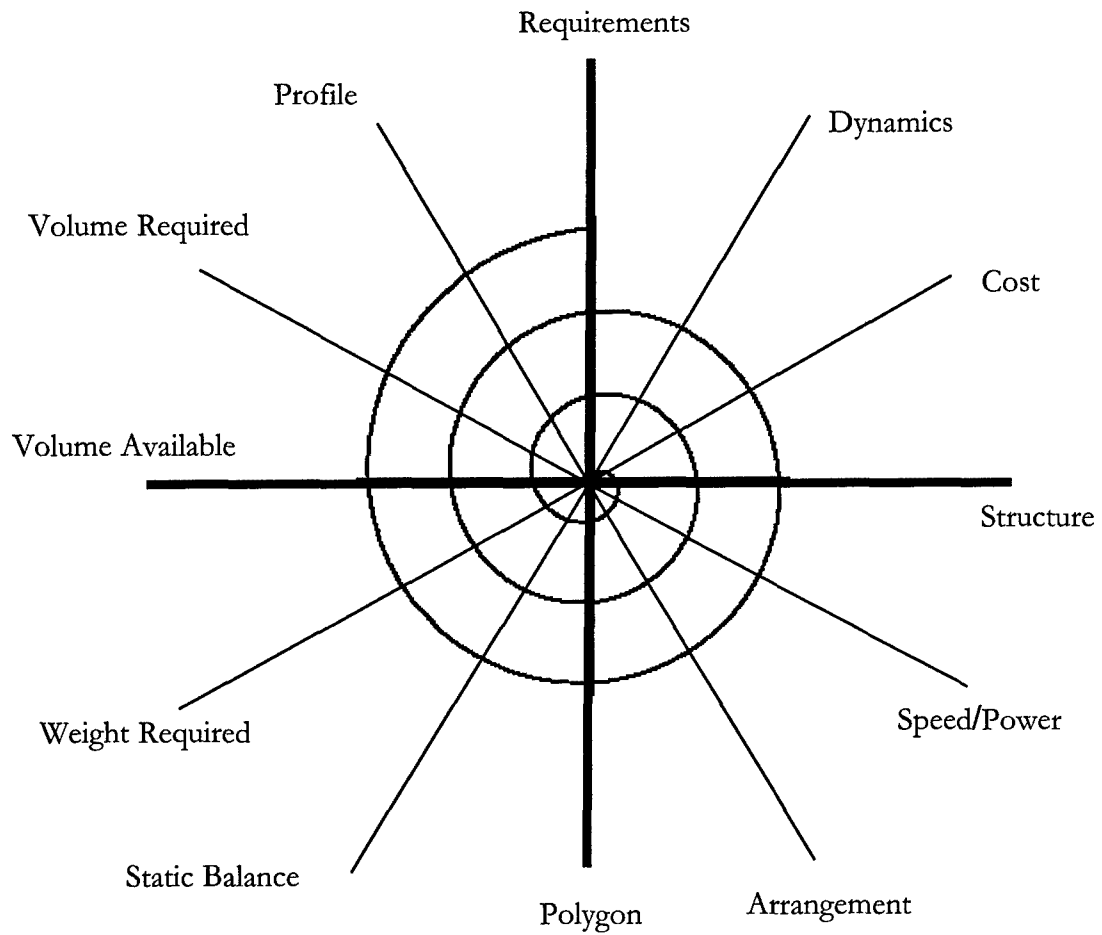 Requirements
Profile
Dynamics
Volume Required
Cost
Volume Available
Structure
Weight Required
Speed/Power
Static Balance
Arrangement
Polygon